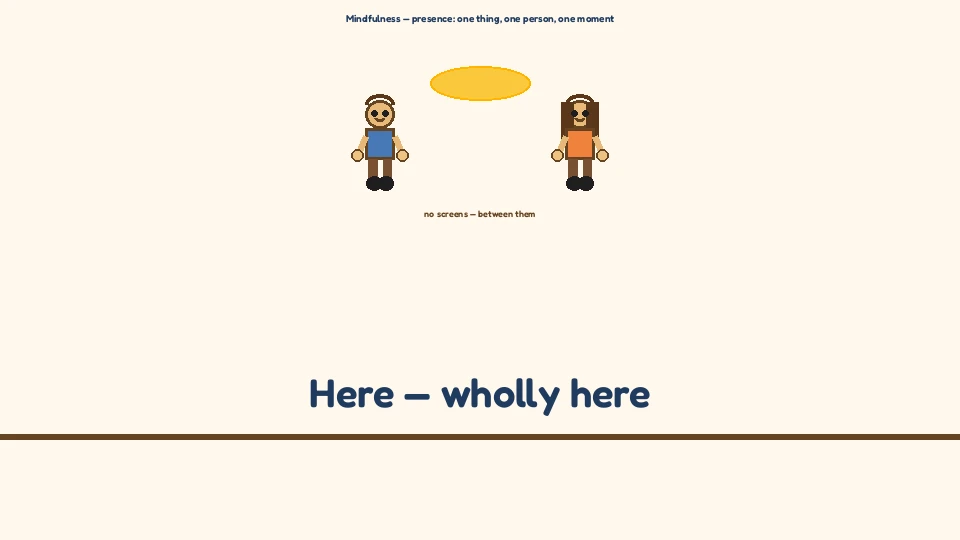 Mindfulness — presence: one thing, one person, one moment
no screens — between them
Here — wholly here